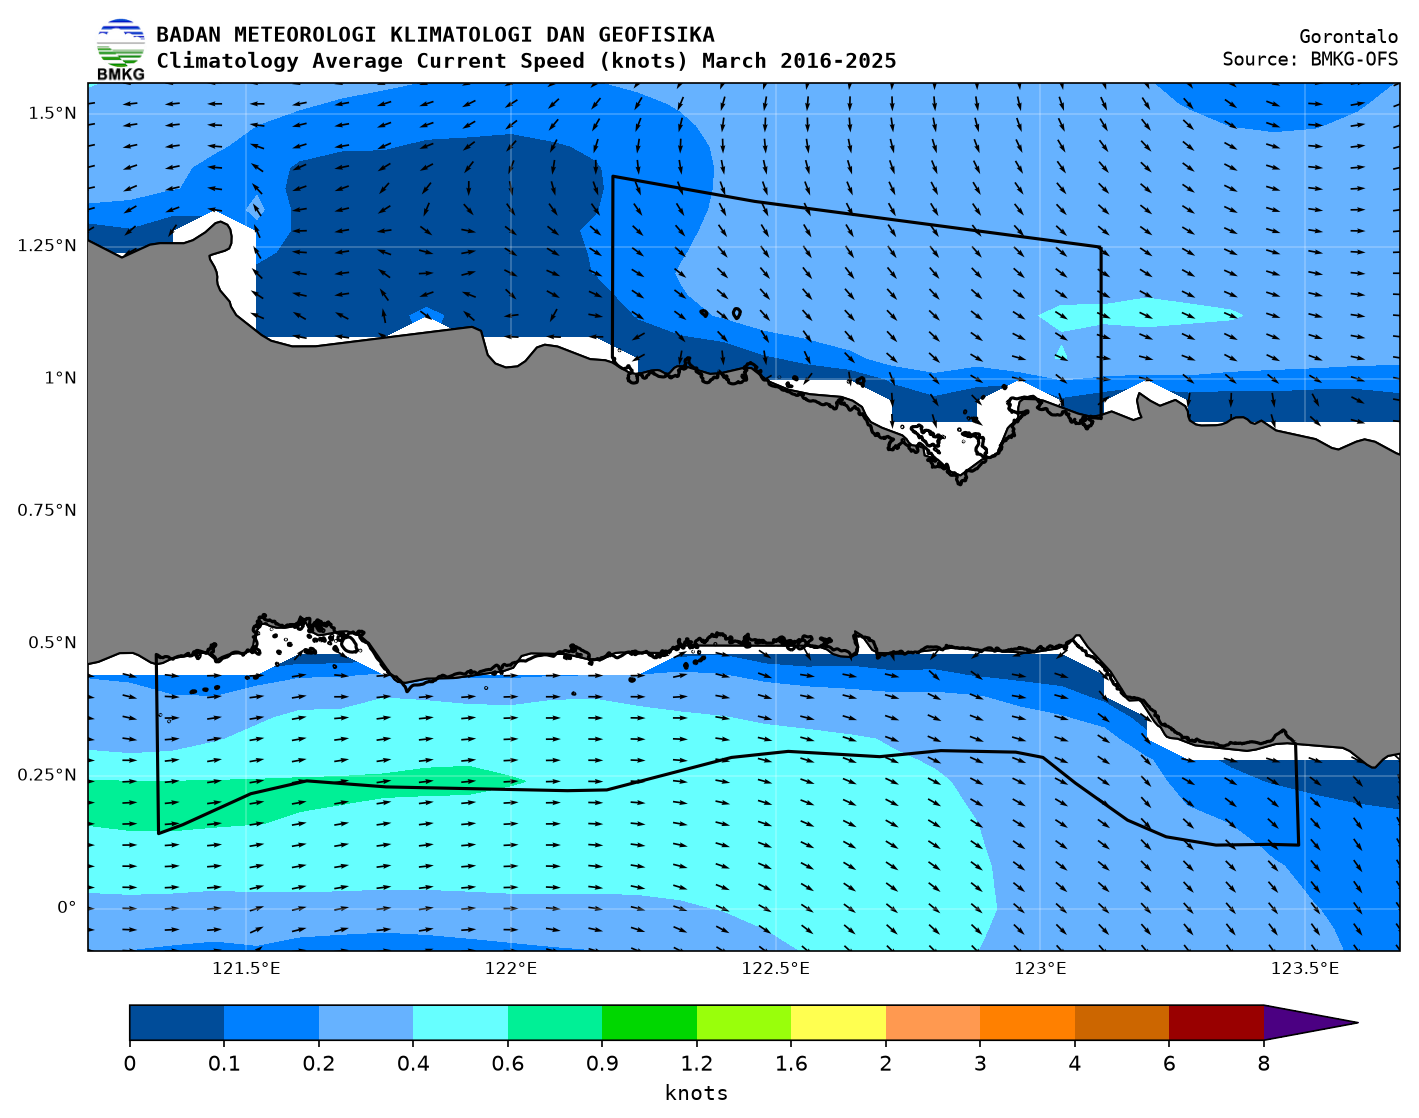 BADAN METEOROLOGI KLIMATOLOGI DAN GEOFISIKA
Climatology Average Current Speed (knots) March 2016-2025
BMKG
Gorontalo
Source: BMKG-OFS
1.5°N
1.25°N
1°N
0.75°N
0.5°N
0.25°N
0°
121.5°E 122°E 122.5°E 123°E 123.5°E
0 0.1 0.2 0.4 0.6 0.9 1.2 1.6 2 3 4 6 8
knots